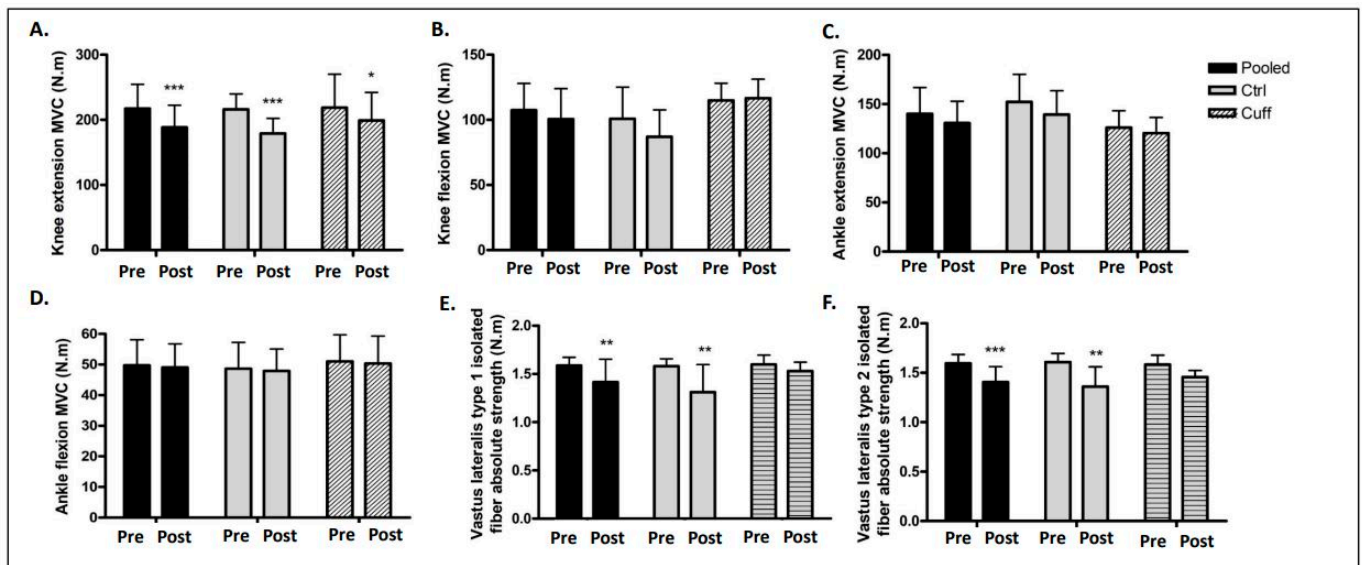 A.
Knee extension MVC (N.m)
300
200
100
0
***
***
*
Pre Post Pre Post Pre Post
B.
Knee flexion MVC (N.m)
150
100
50
0
Pre Post Pre Post Pre Post
C.
Ankle extension MVC (N.m)
200
150
100
50
0
Pre Post Pre Post Pre Post
Pooled
Ctrl
Cuff
D.
Ankle flexion MVC (N.m)
60
50
40
30
20
10
0
Pre Post Pre Post Pre Post
E.
Vastus lateralis type 1 isolated
fiber absolute strength (N.m)
2.0
1.5
1.0
0.5
0.0
**
**
Pre Post Pre Post Pre Post
F.
Vastus lateralis type 2 isolated
fiber absolute strength (N.m)
2.0
1.5
1.0
0.5
0.0
***
**
Pre Post Pre Post Pre Post